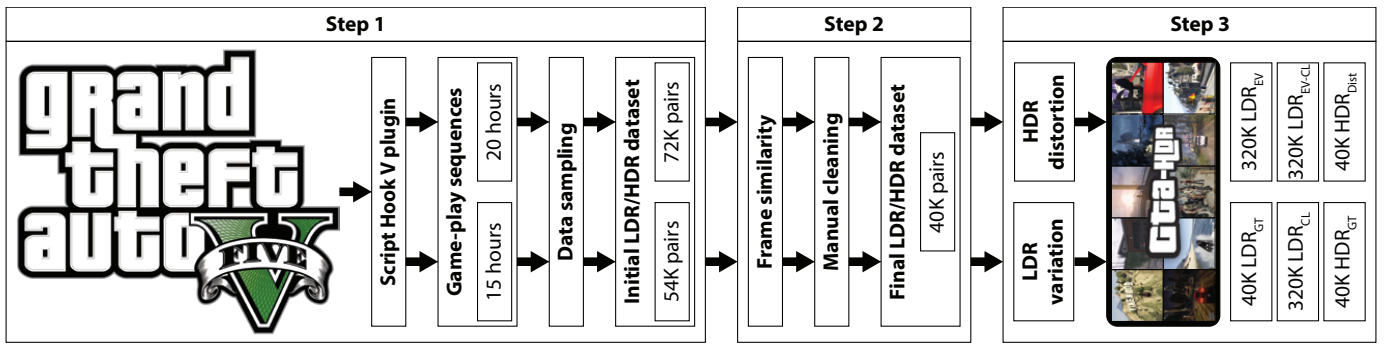 Step 1
grand
theft
auto
V
FIVE
Script Hook V plugin
Game-play sequences
20 hours
15 hours
Data sampling
Initial LDR/HDR dataset
72K pairs
54K pairs
Step 2
Frame similarity
Manual cleaning
Final LDR/HDR dataset
40K pairs
Step 3
HDR
distortion
LDR
variation
GTA-HDR
320K LDR_EV
320K LDR_EV-CL
40K HDR_Dist
40K LDR_GT
320K LDR_CL
40K HDR_GT